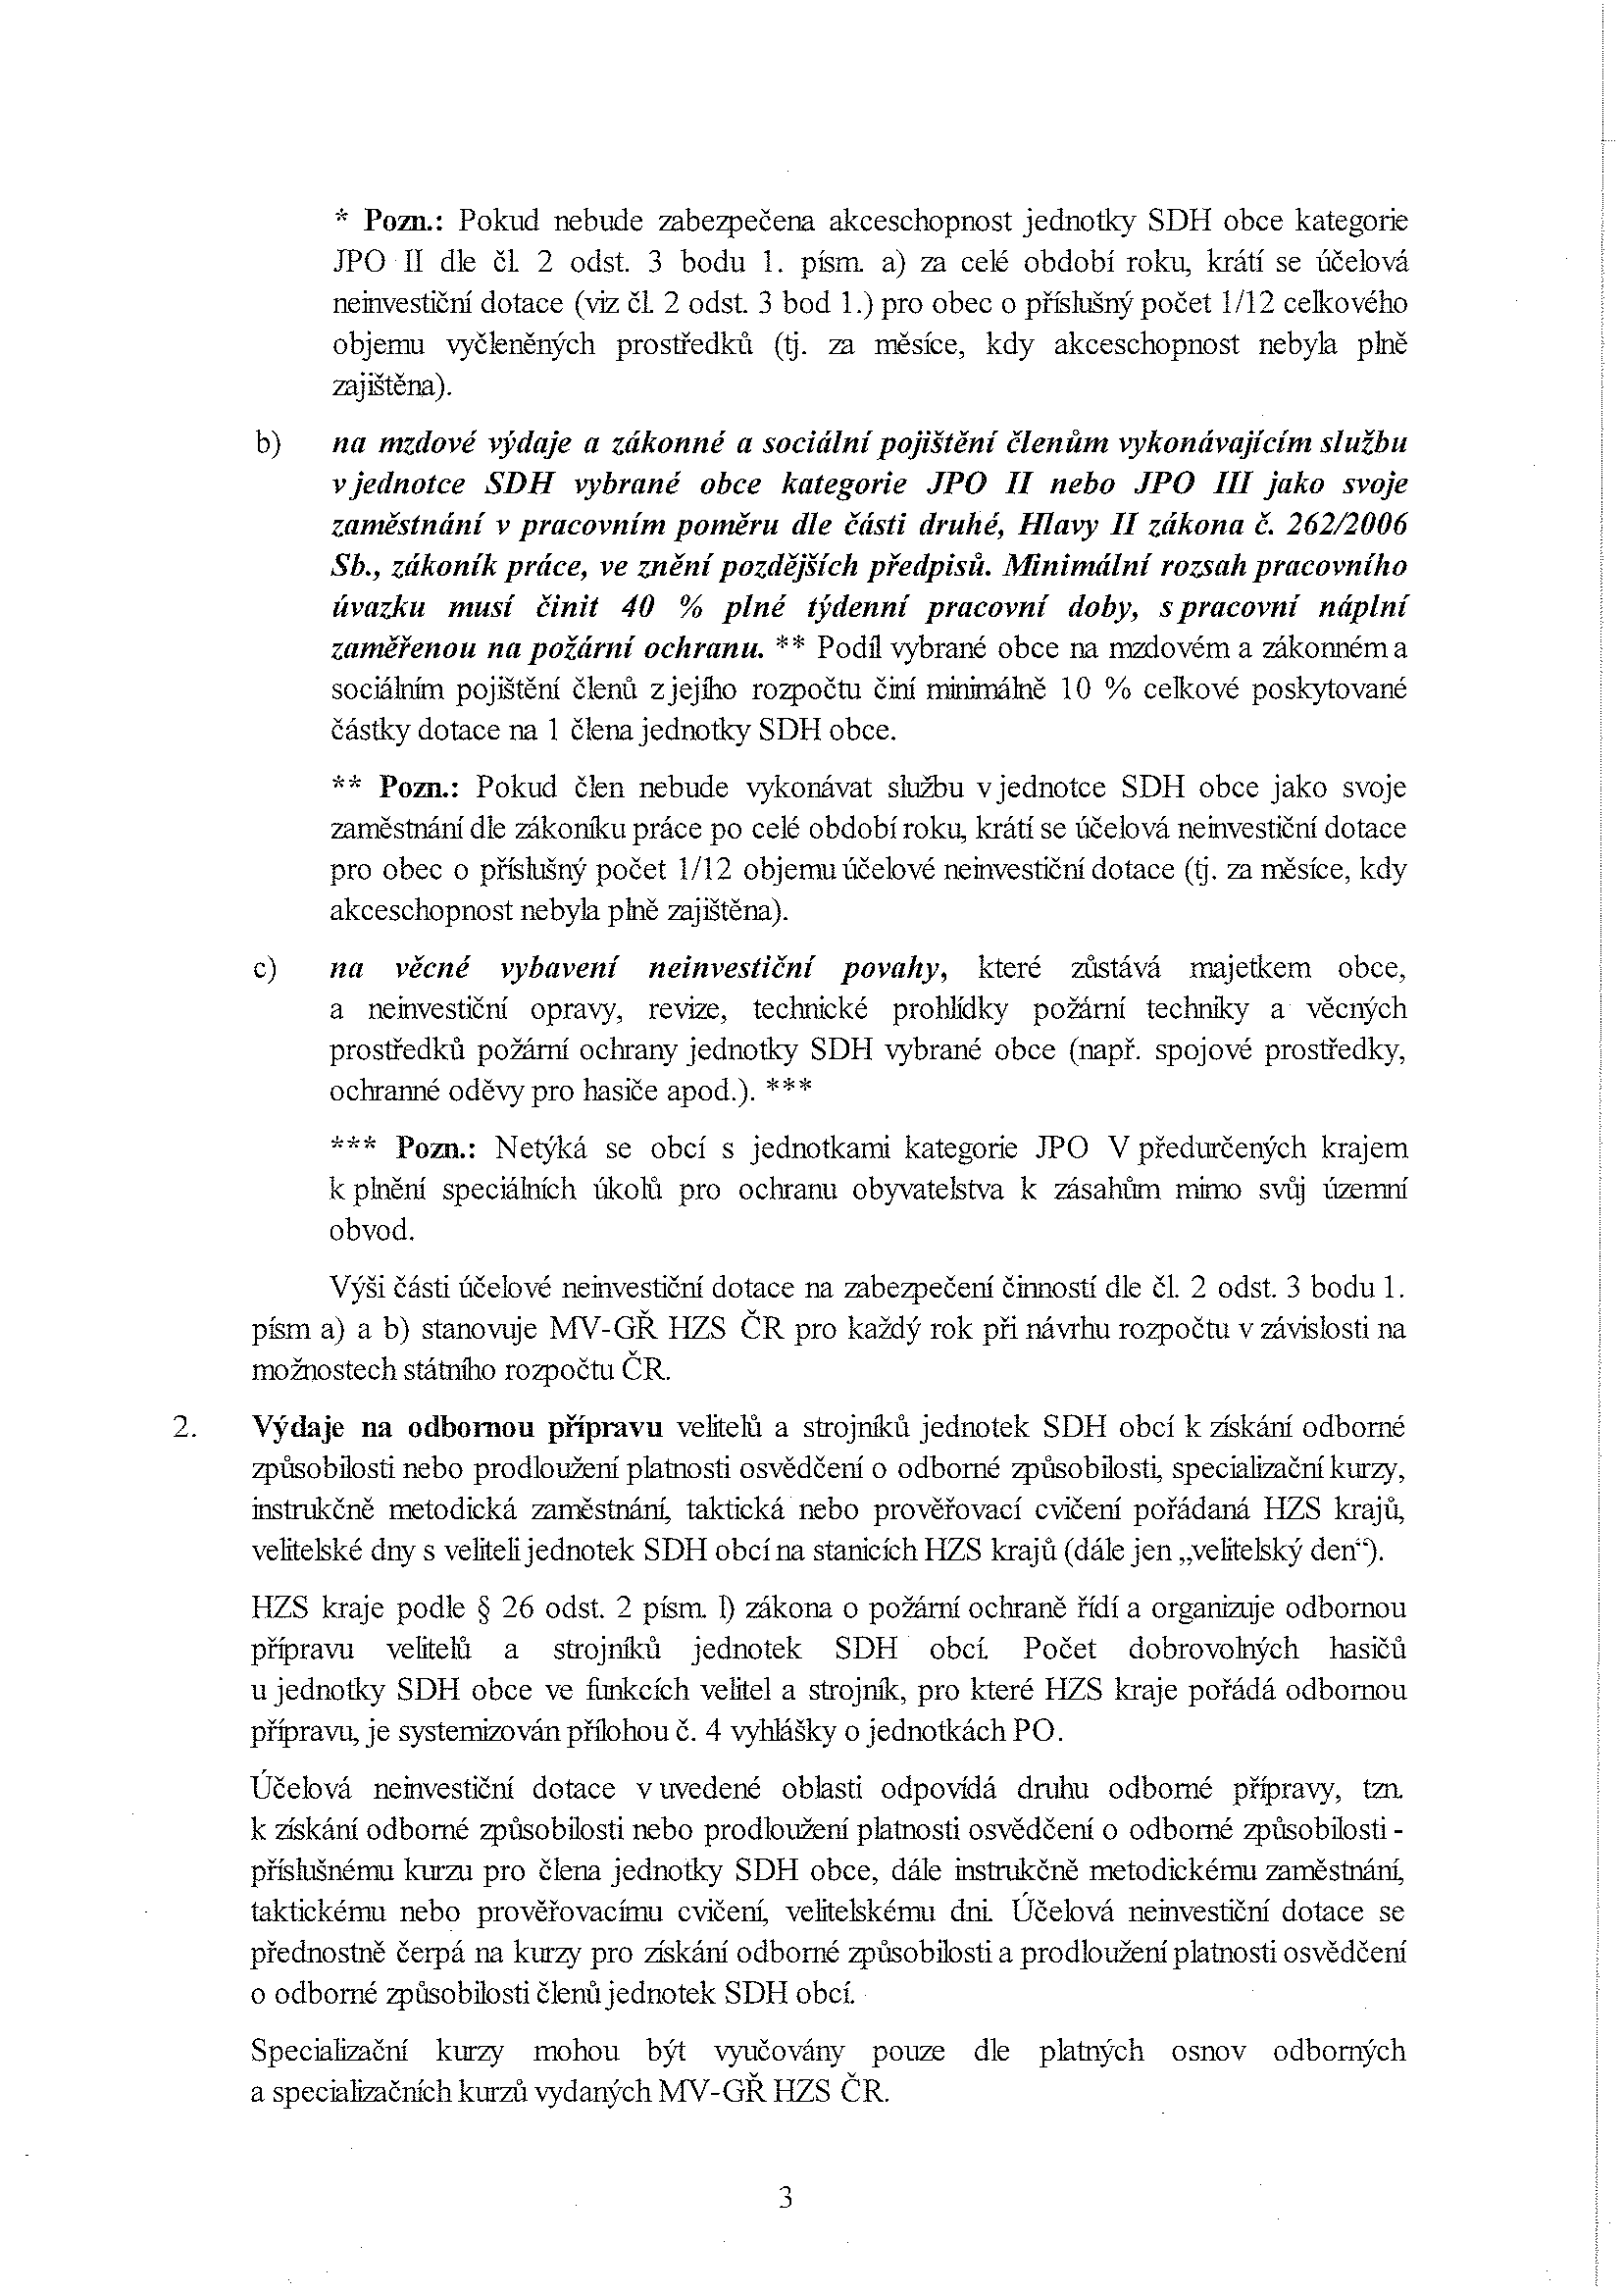 * Pozn.: Pokud nebude zabezpečena akceschopnost jednotky SDH obce kategorie
JPO II dle čl. 2 odst. 3 bodu 1. písm. a) za celé období roku, krátí se účelová
neinvestiční dotace (viz čl. 2 odst. 3 bod 1.) pro obec o příslušný počet 1/12 celkového
objemu vyčleněných prostředků (tj. za měsíce, kdy akceschopnost nebyla plně
zajištěna).
b) na mzdové výdaje a zákonné a sociální pojištění členům vykonávajícím službu
v jednotce SDH vybrané obce kategorie JPO II nebo JPO III jako svoje
zaměstnání v pracovním poměru dle části druhé, Hlavy II zákona č. 262/2006
Sb., zákoník práce, ve znění pozdějších předpisů. Minimální rozsah pracovního
úvazku musí činit 40 % plné týdenní pracovní doby, s pracovní náplní
zaměřenou na požární ochranu. ** Podíl vybrané obce na mzdovém a zákonném a
sociálním pojištění členů z jejího rozpočtu činí minimálně 10 % celkové poskytované
částky dotace na 1 člena jednotky SDH obce.
** Pozn.: Pokud člen nebude vykonávat službu v jednotce SDH obce jako svoje
zaměstnání dle zákoníku práce po celé období roku, krátí se účelová neinvestiční dotace
pro obec o příslušný počet 1/12 objemu účelové neinvestiční dotace (tj. za měsíce, kdy
akceschopnost nebyla plně zajištěna).
c) na věcné vybavení neinvestiční povahy, které zůstává majetkem obce,
a neinvestiční opravy, revize, technické prohlídky požární techniky a věcných
prostředků požární ochrany jednotky SDH vybrané obce (např. spojové prostředky,
ochranné oděvy pro hasiče apod.). ***
*** Pozn.: Netýká se obcí s jednotkami kategorie JPO V předurčených krajem
k plnění speciálních úkolů pro ochranu obyvatelstva k zásahům mimo svůj územní
obvod.
Výši části účelové neinvestiční dotace na zabezpečení činností dle čl. 2 odst. 3 bodu 1.
písm a) a b) stanovuje MV-GŘ HZS ČR pro každý rok při návrhu rozpočtu v závislosti na
možnostech státního rozpočtu ČR.
2. Výdaje na odbornou přípravu velitelů a strojníků jednotek SDH obcí k získání odborné
způsobilosti nebo prodloužení platnosti osvědčení o odborné způsobilosti, specializační kurzy,
instrukčně metodická zaměstnání, taktická nebo prověřovací cvičení pořádaná HZS krajů,
velitelské dny s veliteli jednotek SDH obcí na stanicích HZS krajů (dále jen „velitelský den“).
HZS kraje podle § 26 odst. 2 písm. l) zákona o požární ochraně řídí a organizuje odbornou
přípravu velitelů a strojníků jednotek SDH obcí. Počet dobrovolných hasičů
u jednotky SDH obce ve funkcích velitel a strojník, pro které HZS kraje pořádá odbornou
přípravu, je systemizován přílohou č. 4 vyhlášky o jednotkách PO.
Účelová neinvestiční dotace v uvedené oblasti odpovídá druhu odborné přípravy, tzn.
k získání odborné způsobilosti nebo prodloužení platnosti osvědčení o odborné způsobilosti -
příslušnému kurzu pro člena jednotky SDH obce, dále instrukčně metodickému zaměstnání,
taktickému nebo prověřovacímu cvičení, velitelskému dni. Účelová neinvestiční dotace se
přednostně čerpá na kurzy pro získání odborné způsobilosti a prodloužení platnosti osvědčení
o odborné způsobilosti členů jednotek SDH obcí.
Specializační kurzy mohou být vyučovány pouze dle platných osnov odborných
a specializačních kurzů vydaných MV-GŘ HZS ČR.
3